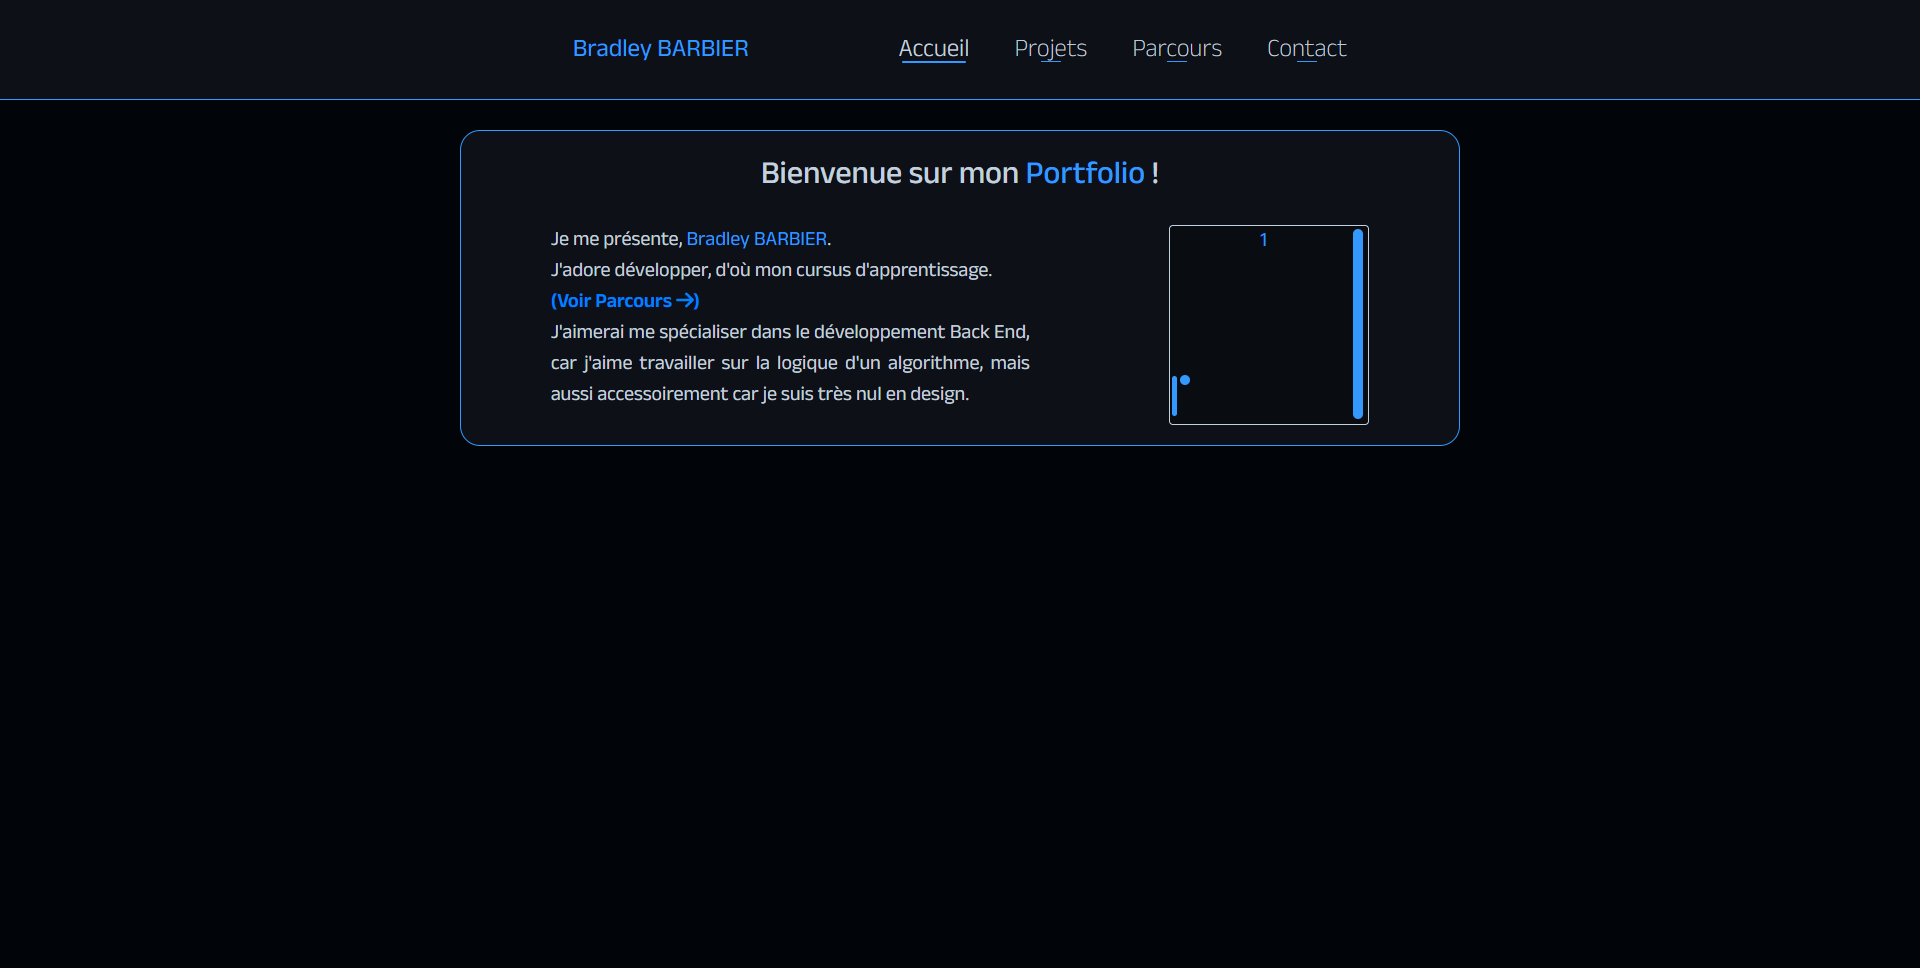 Bradley BARBIER Accueil Projets Parcours Contact
Bienvenue sur mon Portfolio !
Je me présente, Bradley BARBIER.
J'adore développer, d'où mon cursus d'apprentissage.
(Voir Parcours →)
J'aimerai me spécialiser dans le développement Back End,
car j'aime travailler sur la logique d'un algorithme, mais
aussi accessoirement car je suis très nul en design.
1